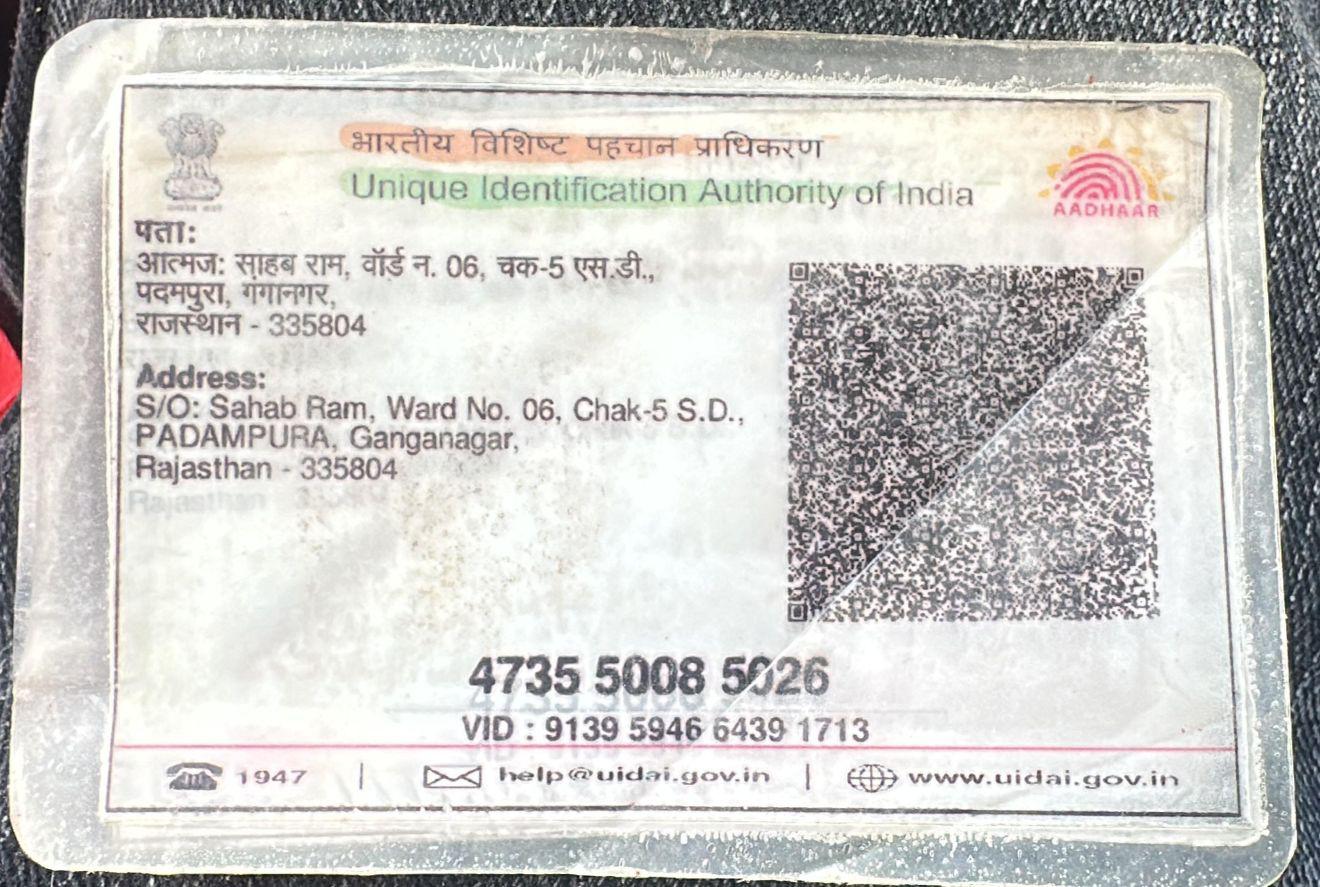 भारतीय विशिष्ट पहचान प्राधिकरण
Unique Identification Authority of India
AADHAAR
पता:
आत्मज: साहब राम, वॉर्ड न. 06, चक-5 एस.डी.,
पदमपुरा, गंगानगर,
राजस्थान - 335804
Address:
S/O: Sahab Ram, Ward No. 06, Chak-5 S.D.,
PADAMPURA, Ganganagar,
Rajasthan - 335804
4735 5008 5026
VID : 9139 5946 6439 1713
1947 | help@uidai.gov.in | www.uidai.gov.in